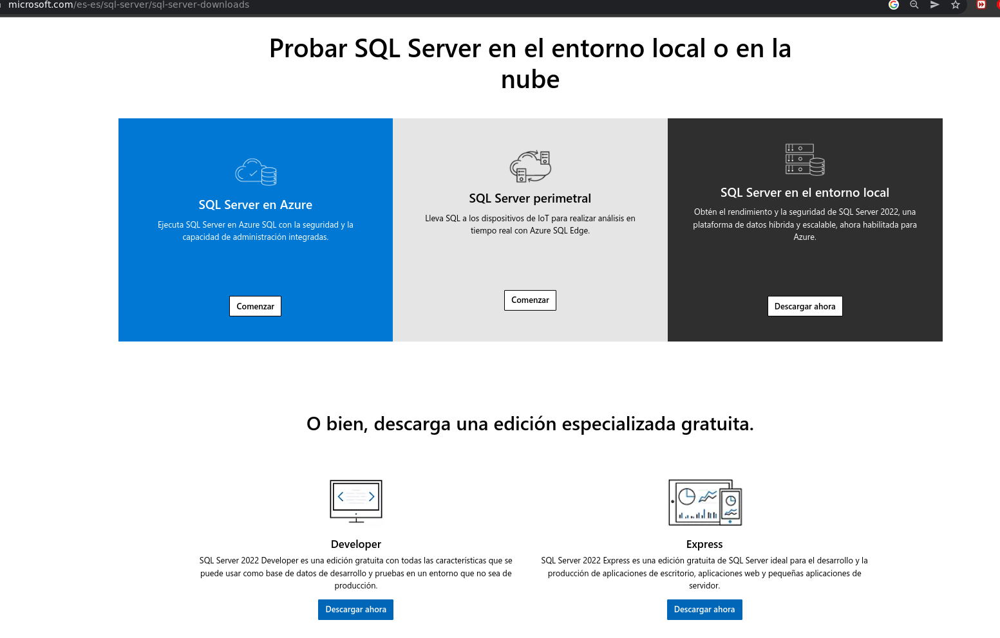 microsoft.com/es-es/sql-server/sql-server-downloads
Probar SQL Server en el entorno local o en la
nube
SQL Server en Azure
Ejecuta SQL Server en Azure SQL con la seguridad y la
capacidad de administración integradas.
Comenzar
SQL Server perimetral
Lleva SQL a los dispositivos de IoT para realizar análisis en
tiempo real con Azure SQL Edge.
Comenzar
SQL Server en el entorno local
Obtén el rendimiento y la seguridad de SQL Server 2022, una
plataforma de datos híbrida y escalable, ahora habilitada para
Azure.
Descargar ahora
O bien, descarga una edición especializada gratuita.
Developer
SQL Server 2022 Developer es una edición gratuita con todas las características que se
puede usar como base de datos de desarrollo y pruebas en un entorno que no sea de
producción.
Descargar ahora
Express
SQL Server 2022 Express es una edición gratuita de SQL Server ideal para el desarrollo y la
producción de aplicaciones de escritorio, aplicaciones web y pequeñas aplicaciones de
servidor.
Descargar ahora